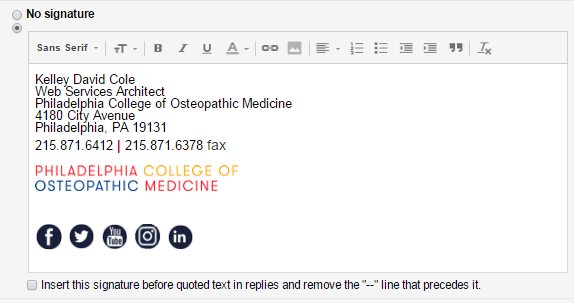 No signature
Sans Serif
Kelley David Cole
Web Services Architect
Philadelphia College of Osteopathic Medicine
4180 City Avenue
Philadelphia, PA 19131
215.871.6412 | 215.871.6378 fax
PHILADELPHIA COLLEGE OF
OSTEOPATHIC MEDICINE
You Tube
in
Insert this signature before quoted text in replies and remove the "--" line that precedes it.